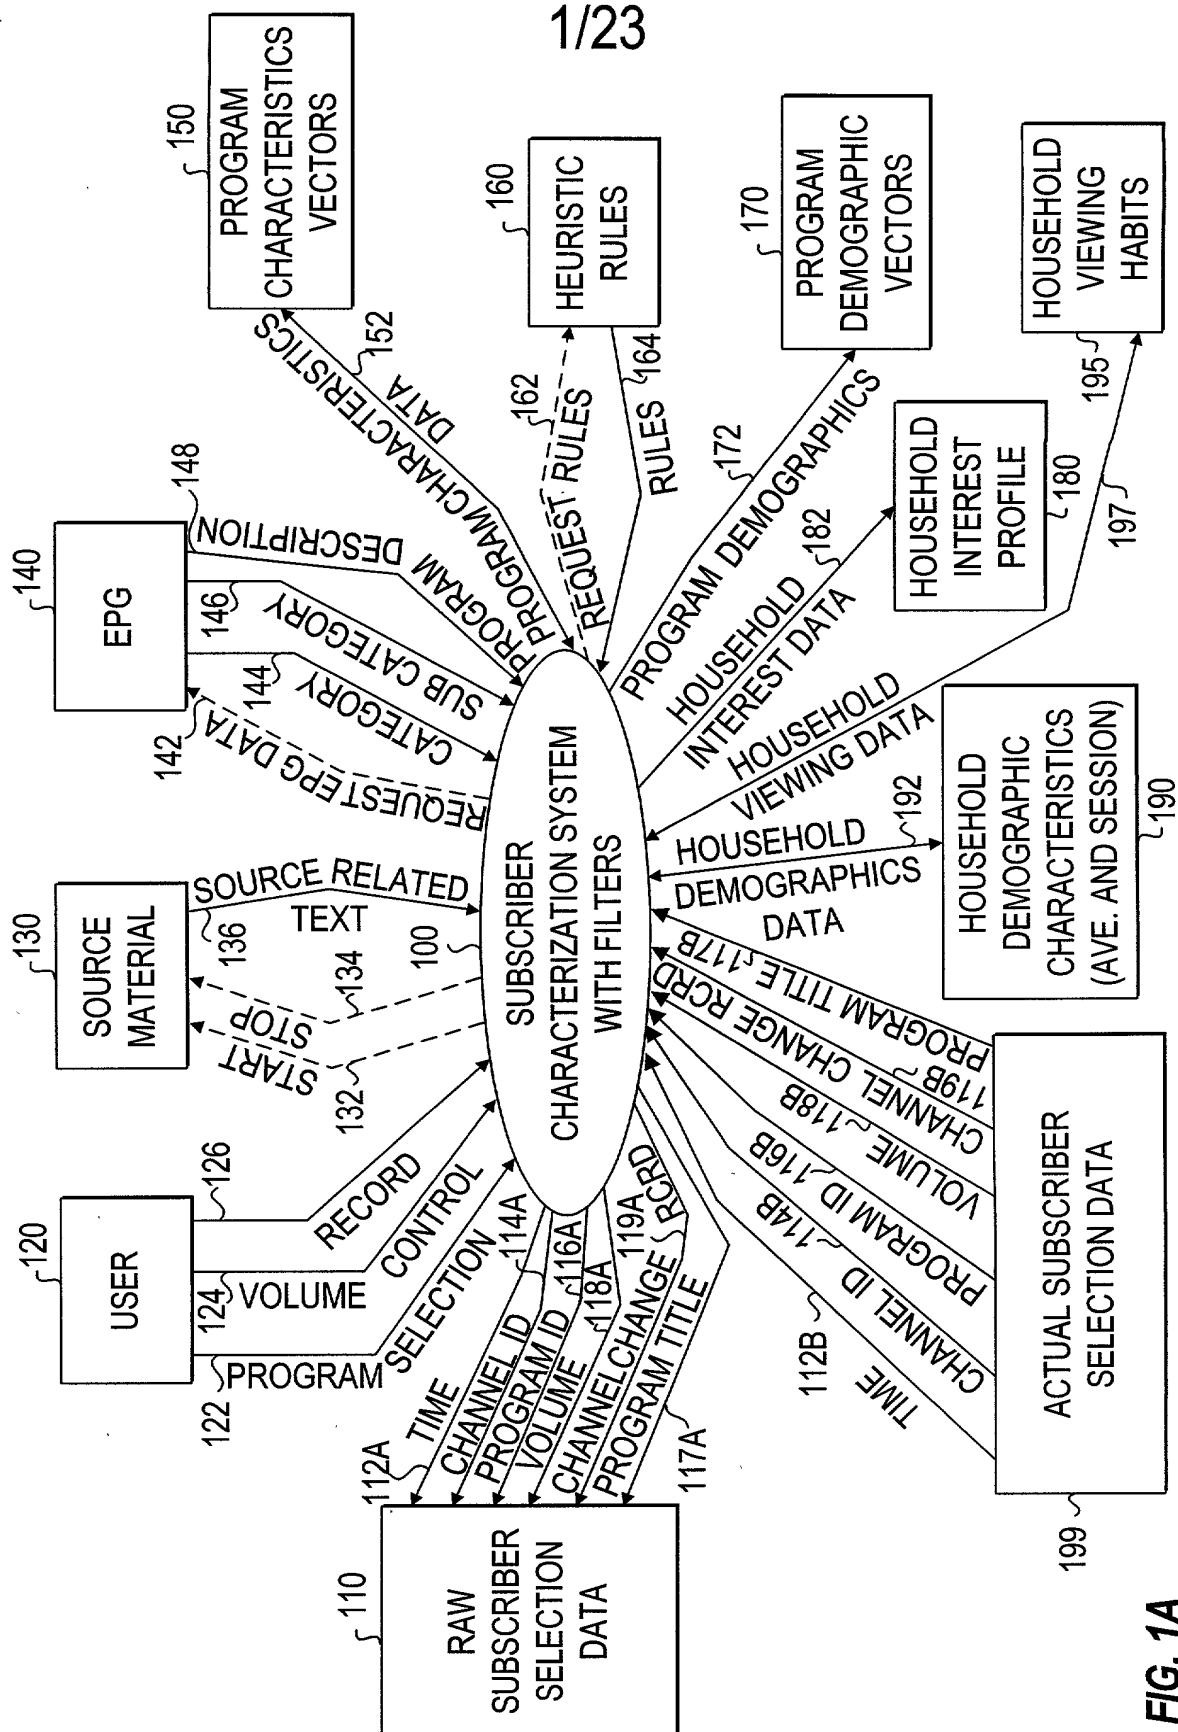 1/23
110
RAW
SUBSCRIBER
SELECTION
DATA
120
USER
122
PROGRAM
SELECTION
124
VOLUME
CONTROL
126
RECORD
130
SOURCE
MATERIAL
132
START
134
STOP
136
SOURCE RELATED
TEXT
140
EPG
142
REQUEST EPG DATA
144
CATEGORY
146
SUB CATEGORY
148
PROGRAM DESCRIPTION
150
PROGRAM
CHARACTERISTICS
VECTORS
152
PROGRAM CHARACTERISTICS
DATA
160
HEURISTIC
RULES
162
REQUEST RULES
164
RULES
170
PROGRAM
DEMOGRAPHIC
VECTORS
172
PROGRAM DEMOGRAPHICS
HOUSEHOLD
INTEREST
PROFILE
180
182
HOUSEHOLD
INTEREST DATA
195
HOUSEHOLD
VIEWING
HABITS
197
HOUSEHOLD
VIEWING DATA
HOUSEHOLD
DEMOGRAPHIC
CHARACTERISTICS
(AVE. AND SESSION)
190
192
HOUSEHOLD
DEMOGRAPHICS
DATA
100
SUBSCRIBER
CHARACTERIZATION SYSTEM
WITH FILTERS
112A
TIME
114A
CHANNEL ID
116A
PROGRAM ID
118A
VOLUME
119A
CHANNELCHANGE RCRD
PROGRAM TITLE
117A
112B
TIME
CHANNEL ID 114B
PROGRAM ID 116B
VOLUME 118B
CHANNEL CHANGE RCRD
119B
PROGRAM TITLE 117B
ACTUAL SUBSCRIBER
SELECTION DATA
199
FIG. 1A